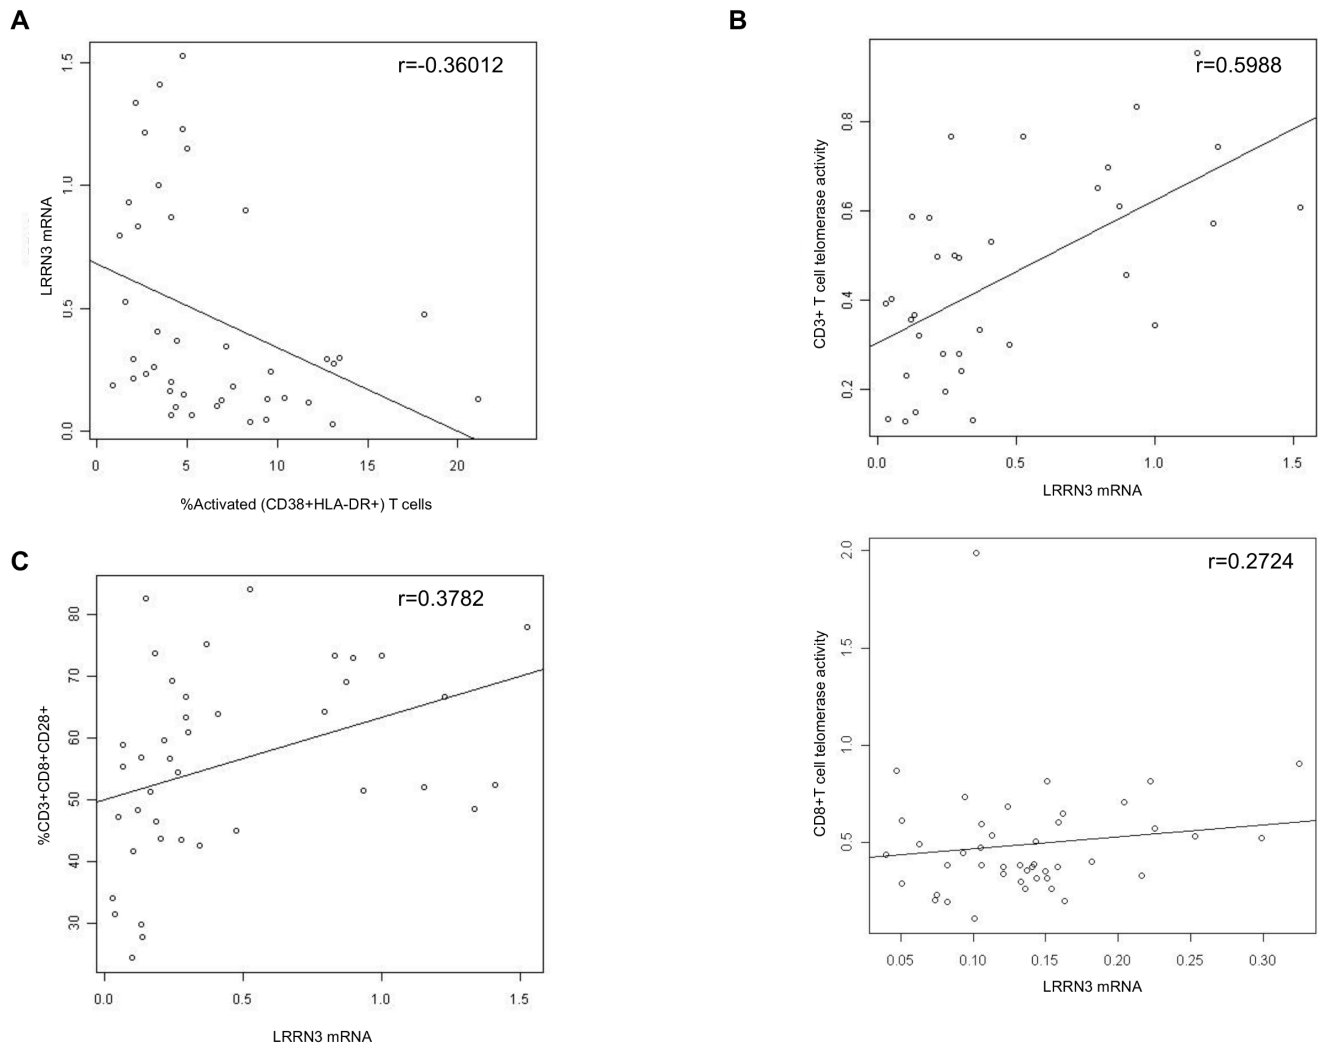 A
r=-0.36012
1.5
1.0
0.5
0.0
LRRN3 mRNA
0 5 10 15 20
%Activated (CD38+HLA-DR+) T cells
B
r=0.5988
0.8
0.6
0.4
0.2
CD3+ T cell telomerase activity
0.0 0.5 1.0 1.5
LRRN3 mRNA
C
r=0.3782
80
70
60
50
40
30
%CD3+CD8+CD28+
0.0 0.5 1.0 1.5
LRRN3 mRNA
r=0.2724
2.0
1.5
1.0
0.5
CD8+T cell telomerase activity
0.05 0.10 0.15 0.20 0.25 0.30
LRRN3 mRNA